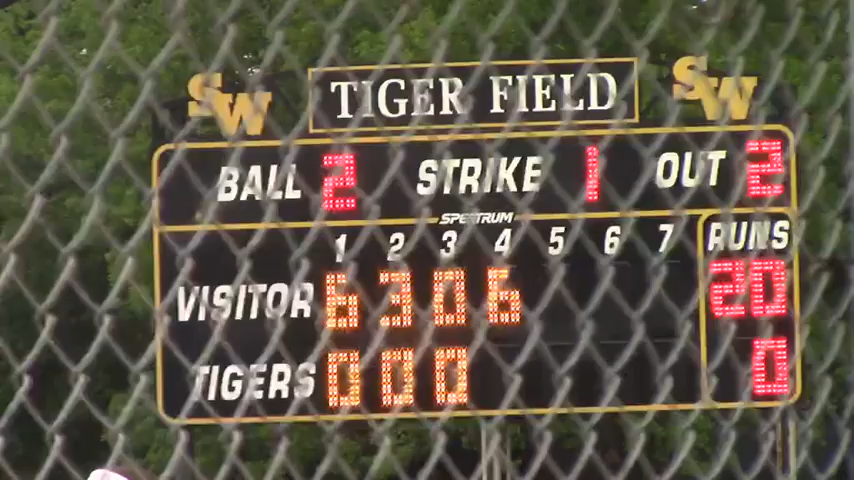 SW TIGER FIELD SW
BALL 2 STRIKE 1 OUT 2
SPECTRUM
1 2 3 4 5 6 7 RUNS
VISITOR 6 3 0 6 20
TIGERS 0 0 0 0